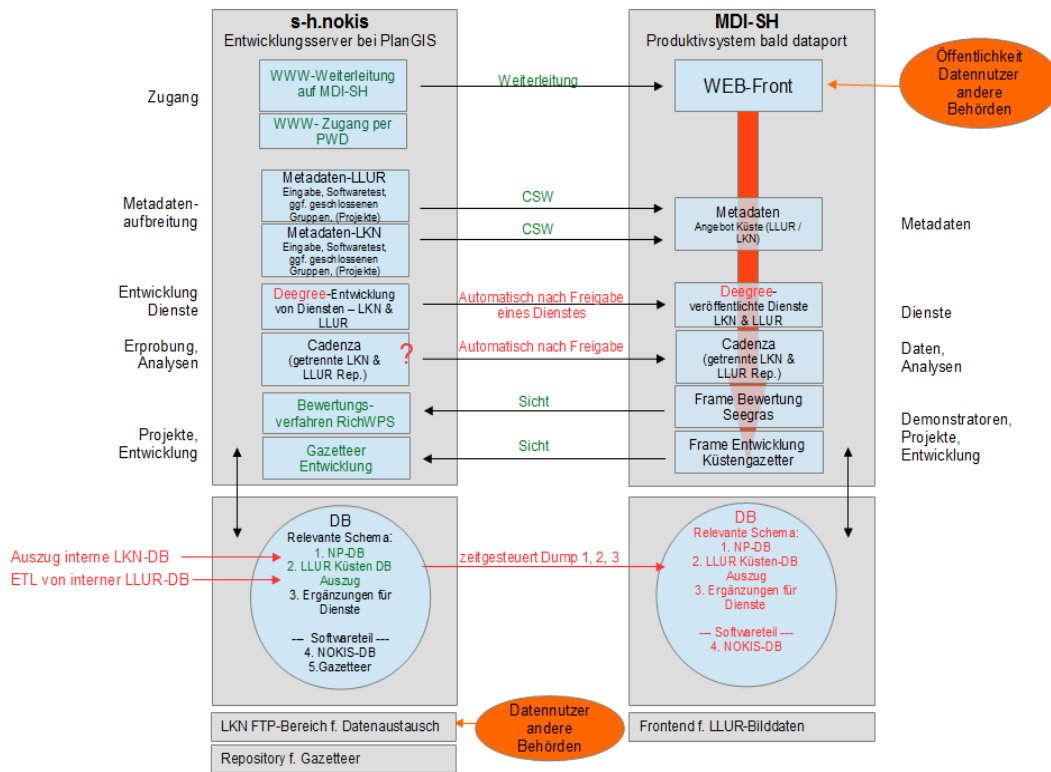 s-h.nokis
Entwicklungsserver bei PlanGIS
MDI-SH
Produktivsystem bald dataport
Öffentlichkeit
Datennutzer
andere
Behörden
Zugang
WWW-Weiterleitung
auf MDI-SH
Weiterleitung
WEB-Front
WWW- Zugang per
PWD
Metadaten-
aufbreitung
Metadaten-LLUR
Eingabe, Softwaretest,
ggf. geschlossenen
Gruppen, (Projekte)
CSW
Metadaten-LKN
Eingabe, Softwaretest,
ggf. geschlossenen
Gruppen, (Projekte)
CSW
Metadaten
Angebot Küste (LLUR /
LKN)
Metadaten
Entwicklung
Dienste
Deegree-Entwicklung
von Diensten – LKN &
LLUR
Automatisch nach Freigabe
eines Dienstes
Deegree-
veröffentlichte Dienste
LKN & LLUR
Dienste
Erprobung,
Analysen
Cadenza
(getrennte LKN &
LLUR Rep.)
?
Automatisch nach Freigabe
Cadenza
(getrennte LKN &
LLUR Rep.)
Daten,
Analysen
Projekte,
Entwicklung
Bewertungs-
verfahren RichWPS
Sicht
Frame Bewertung
Seegras
Gazetteer
Entwicklung
Sicht
Frame Entwicklung
Küstengazetter
Demonstratoren,
Projekte,
Entwicklung
Auszug interne LKN-DB
ETL von interner LLUR-DB
DB
Relevante Schema:
1. NP-DB
2. LLUR Küsten DB
Auszug
3. Ergänzungen für
Dienste
--- Softwareteil ---
4. NOKIS-DB
5.Gazetteer
zeitgesteuert Dump 1, 2, 3
DB
Relevante Schema:
1. NP-DB
2. LLUR Küsten-DB
Auszug
3. Ergänzungen für
Dienste
--- Softwareteil ---
4. NOKIS-DB
LKN FTP-Bereich f. Datenaustausch
Repository f. Gazetteer
Datennutzer
andere
Behörden
Frontend f. LLUR-Bilddaten